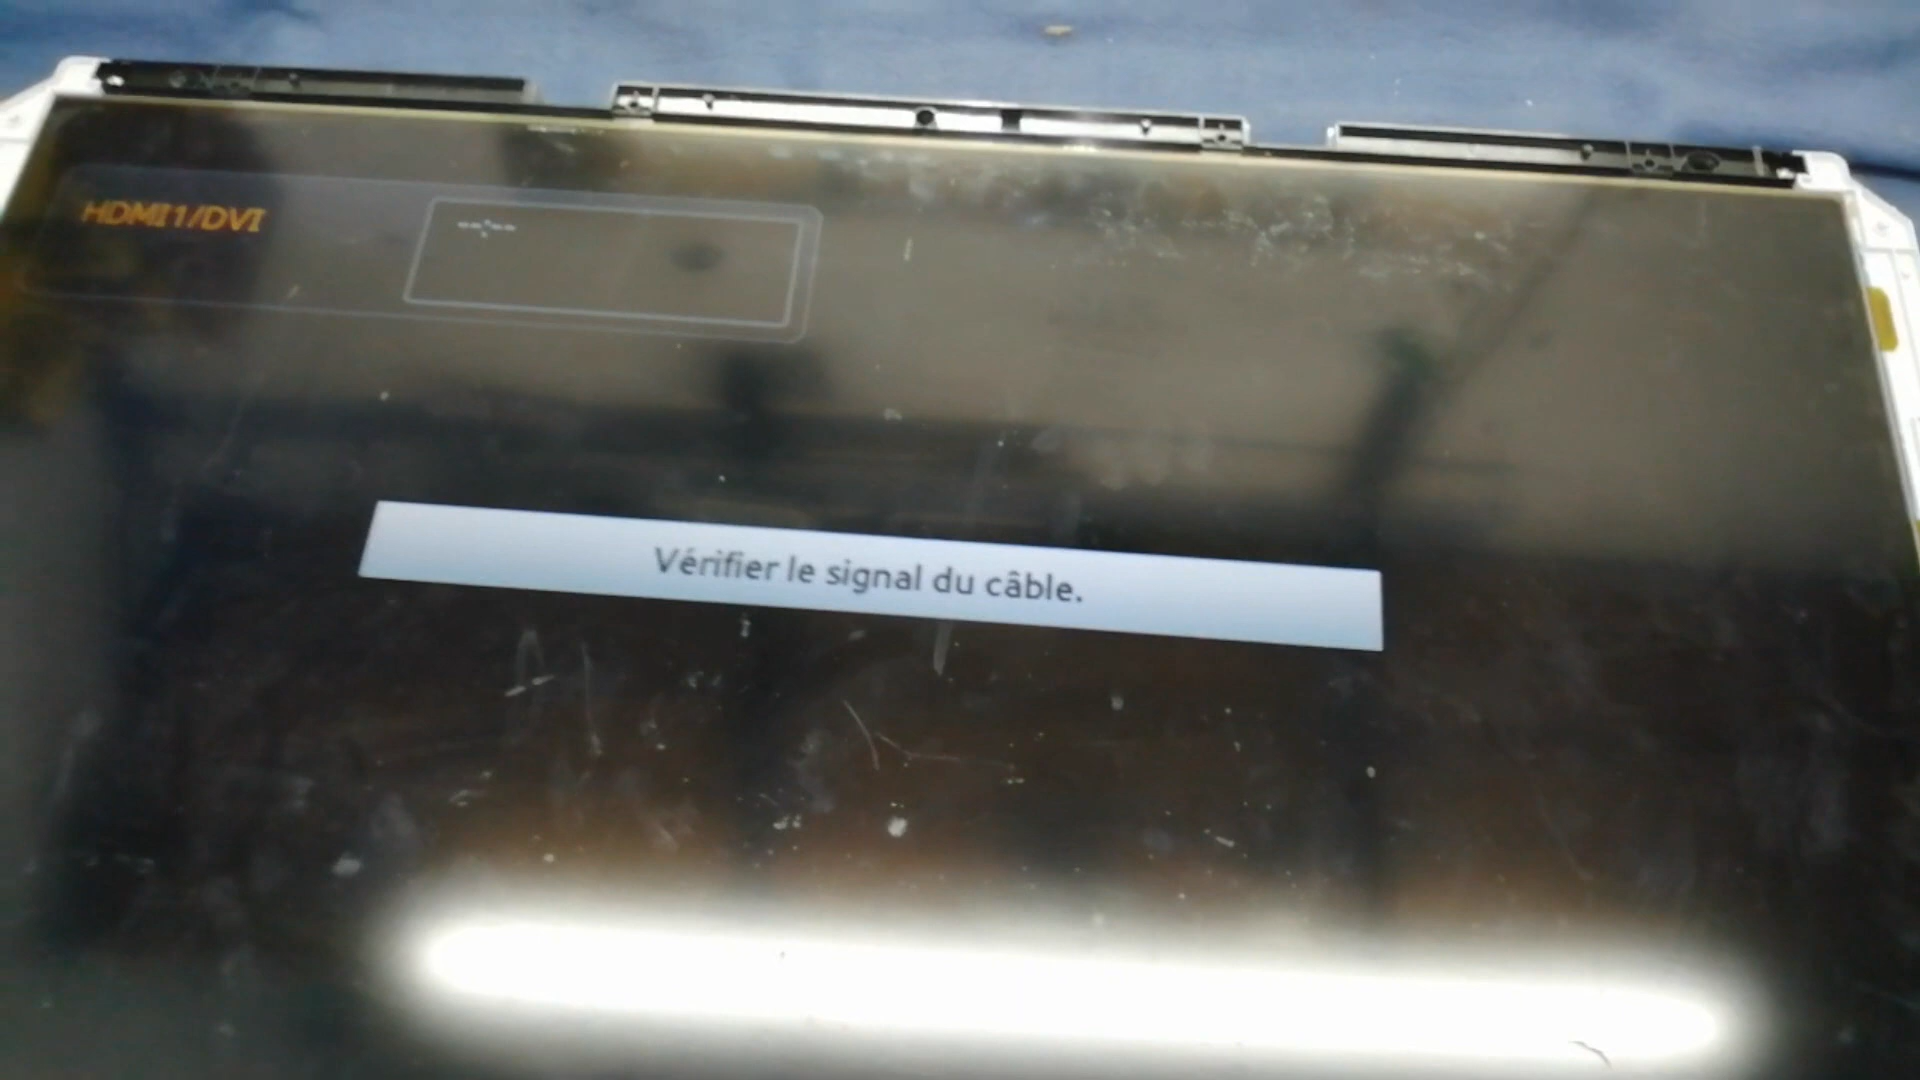 HDMI1/DVI
--:--
Vérifier le signal du câble.